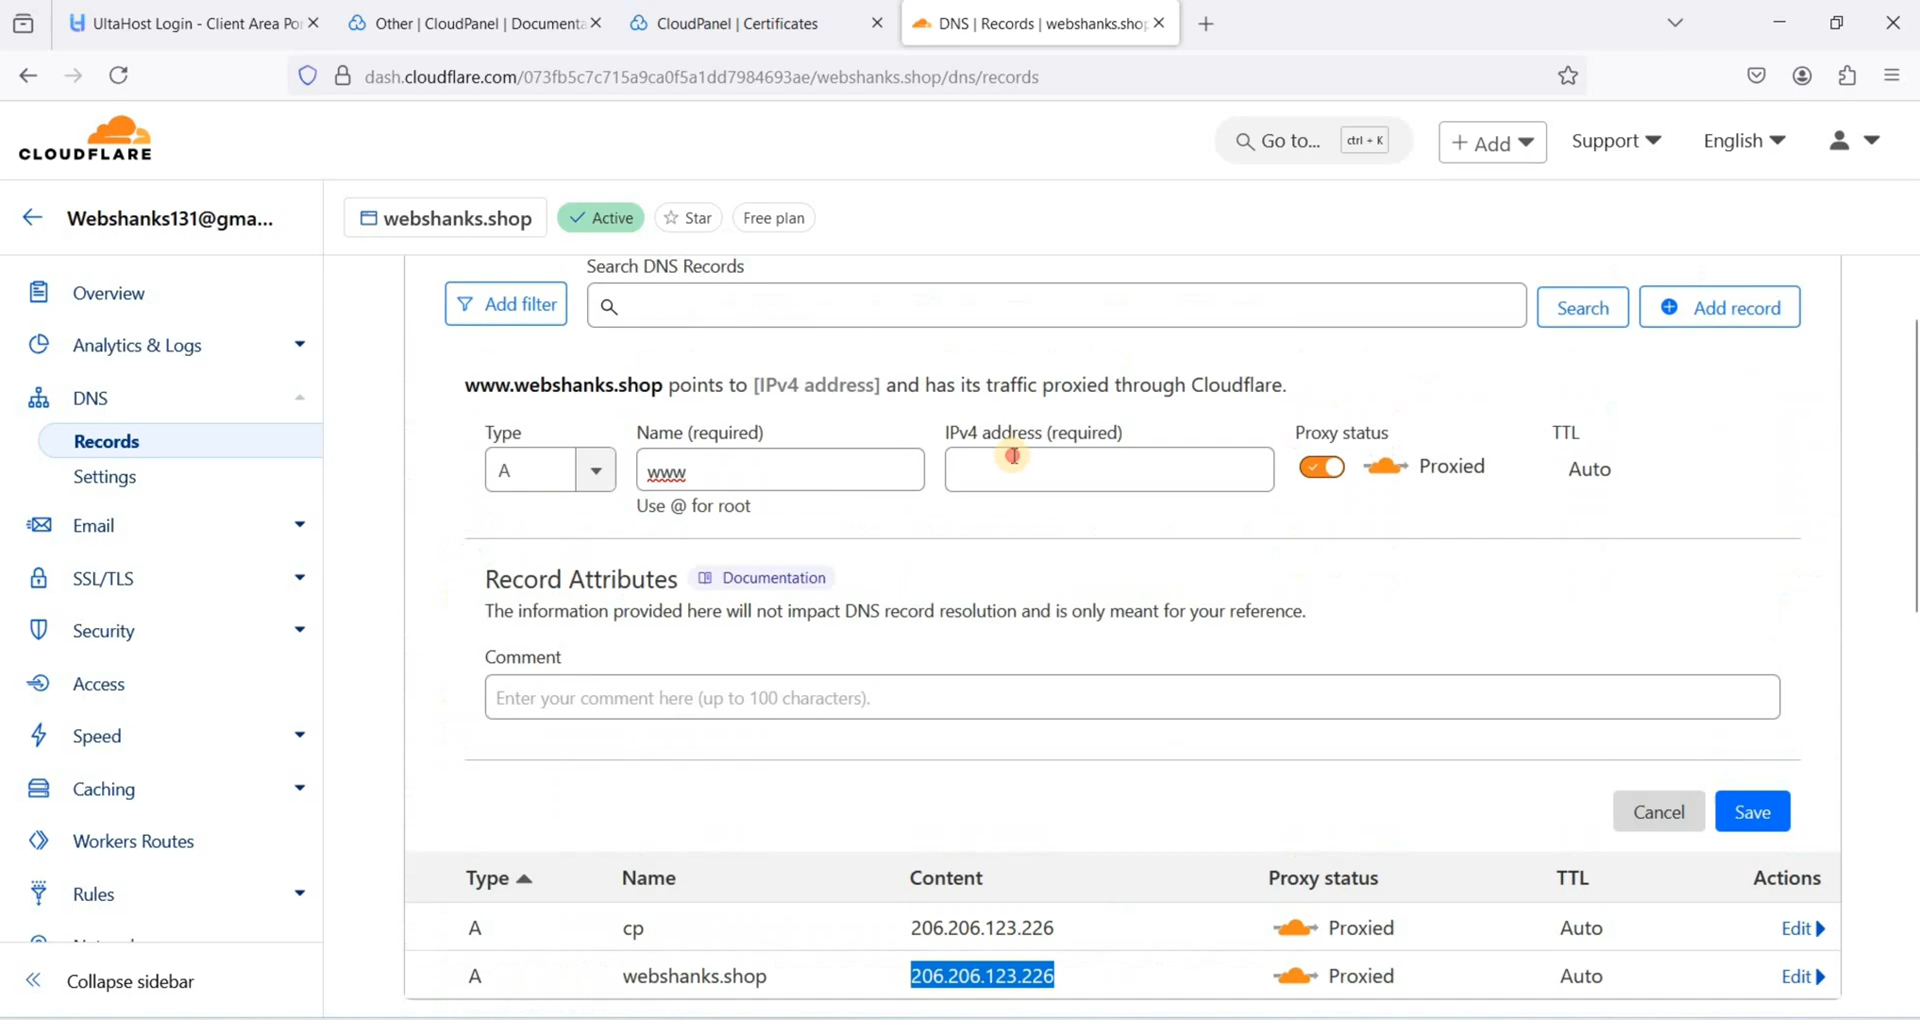 UltaHost Login - Client Area Po
Other | CloudPanel | Documenta
CloudPanel | Certificates
DNS | Records | webshanks.sho
dash.cloudflare.com/073fb5c7c715a9ca0f5a1dd7984693ae/webshanks.shop/dns/records
CLOUDFLARE
Go to... ctrl + K
+ Add
Support
English
Webshanks131@gma...
webshanks.shop
Active
Star
Free plan
Overview
Analytics & Logs
DNS
Records
Settings
Email
SSL/TLS
Security
Access
Speed
Caching
Workers Routes
Rules
Collapse sidebar
Search DNS Records
Add filter
Search
Add record
www.webshanks.shop points to [IPv4 address] and has its traffic proxied through Cloudflare.
Type Name (required) IPv4 address (required) Proxy status TTL
A www Proxied Auto
Use @ for root
Record Attributes Documentation
The information provided here will not impact DNS record resolution and is only meant for your reference.
Comment
Enter your comment here (up to 100 characters).
Cancel Save
Type Name Content Proxy status TTL Actions
A cp 206.206.123.226 Proxied Auto Edit
A webshanks.shop 206.206.123.226 Proxied Auto Edit